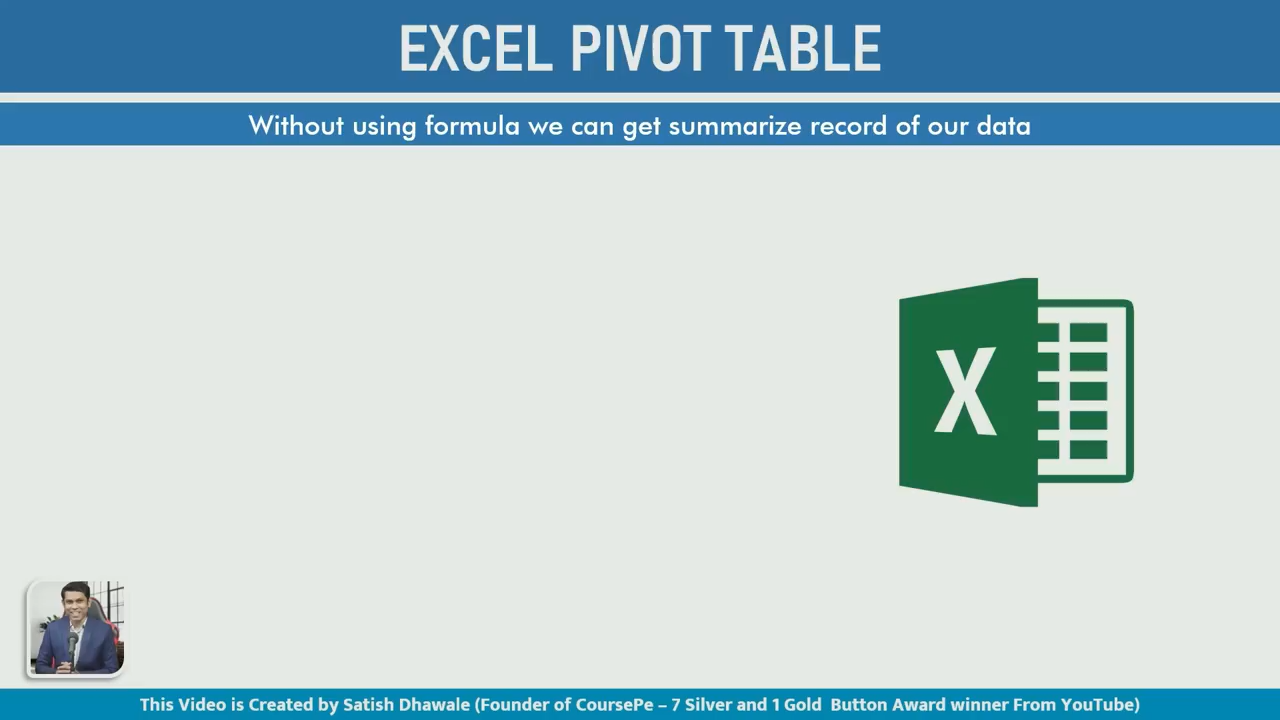 EXCEL PIVOT TABLE
Without using formula we can get summarize record of our data
X
This Video is Created by Satish Dhawale (Founder of CoursePe – 7 Silver and 1 Gold Button Award winner From YouTube)